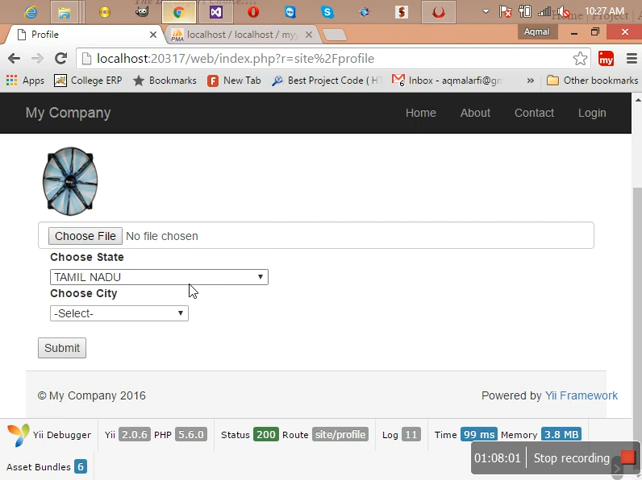 10:27 AM
Profile
localhost / localhost / my
Aqmal
localhost:20317/web/index.php?r=site%2Fprofile
my
Apps
College ERP
Bookmarks
New Tab
Best Project Code ( HT
Inbox - aqmalarfi@gm
Other bookmarks
My Company
Home
About
Contact
Login
Choose File No file chosen
Choose State
TAMIL NADU
Choose City
-Select-
Submit
© My Company 2016
Powered by Yii Framework
Yii Debugger
Yii 2.0.6 PHP 5.6.0
Status 200 Route site/profile
Log 11
Time 99 ms Memory 3.8 MB
Asset Bundles 6
01:08:01
Stop recording